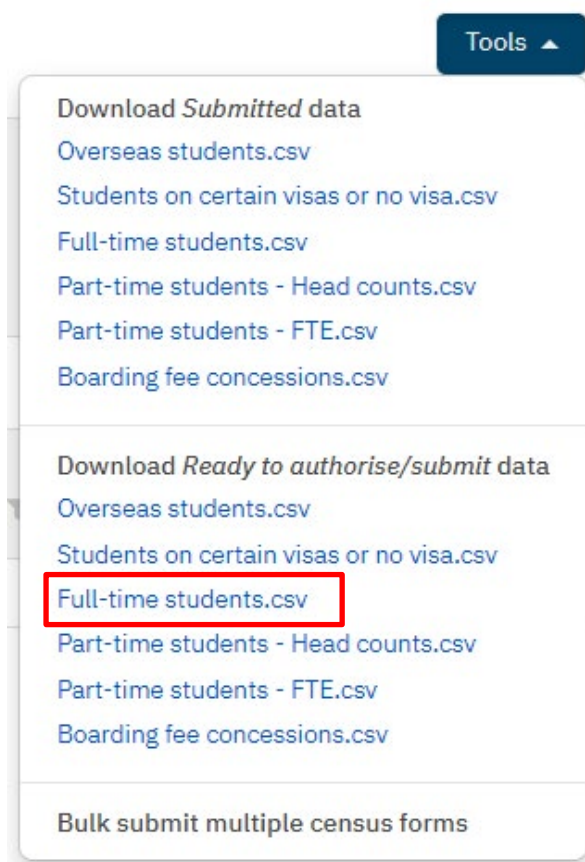 Tools
Download Submitted data
Overseas students.csv
Students on certain visas or no visa.csv
Full-time students.csv
Part-time students - Head counts.csv
Part-time students - FTE.csv
Boarding fee concessions.csv
Download Ready to authorise/submit data
Overseas students.csv
Students on certain visas or no visa.csv
Full-time students.csv
Part-time students - Head counts.csv
Part-time students - FTE.csv
Boarding fee concessions.csv
Bulk submit multiple census forms